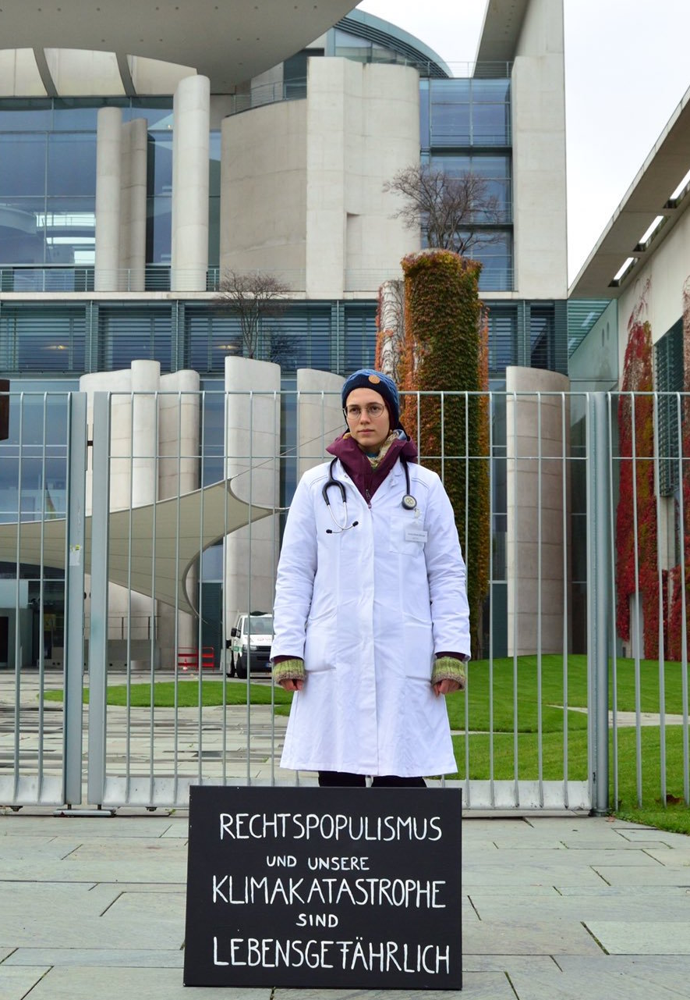 RECHTSPOPULISMUS
UND UNSERE
KLIMAKATASTROPHE
SIND
LEBENSGEFÄHRLICH